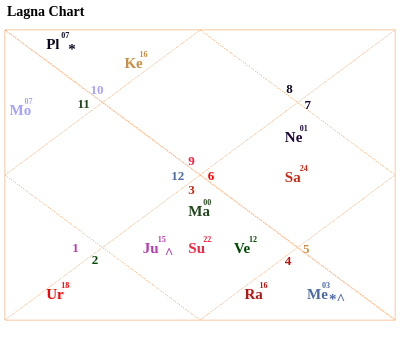 Lagna Chart
Pl 07 *
Ke 16
10
8
Mo 07
11
7
Ne 01
9
12
6
Sa 24
3
Ma 00
1
Ju 15 ^
Su 22
Ve 12
5
2
4
Ur 18
Ra 16
Me 03 *^